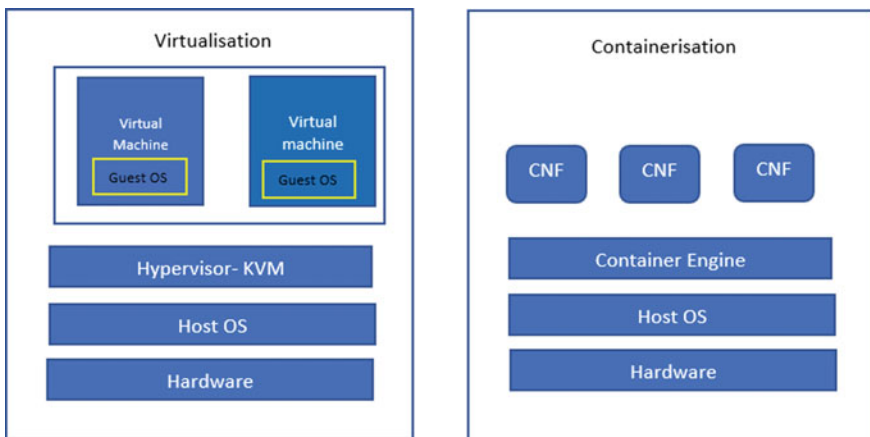 Virtualisation
Virtual
Machine
Guest OS
Virtual
machine
Guest OS
Hypervisor- KVM
Host OS
Hardware
Containerisation
CNF
CNF
CNF
Container Engine
Host OS
Hardware